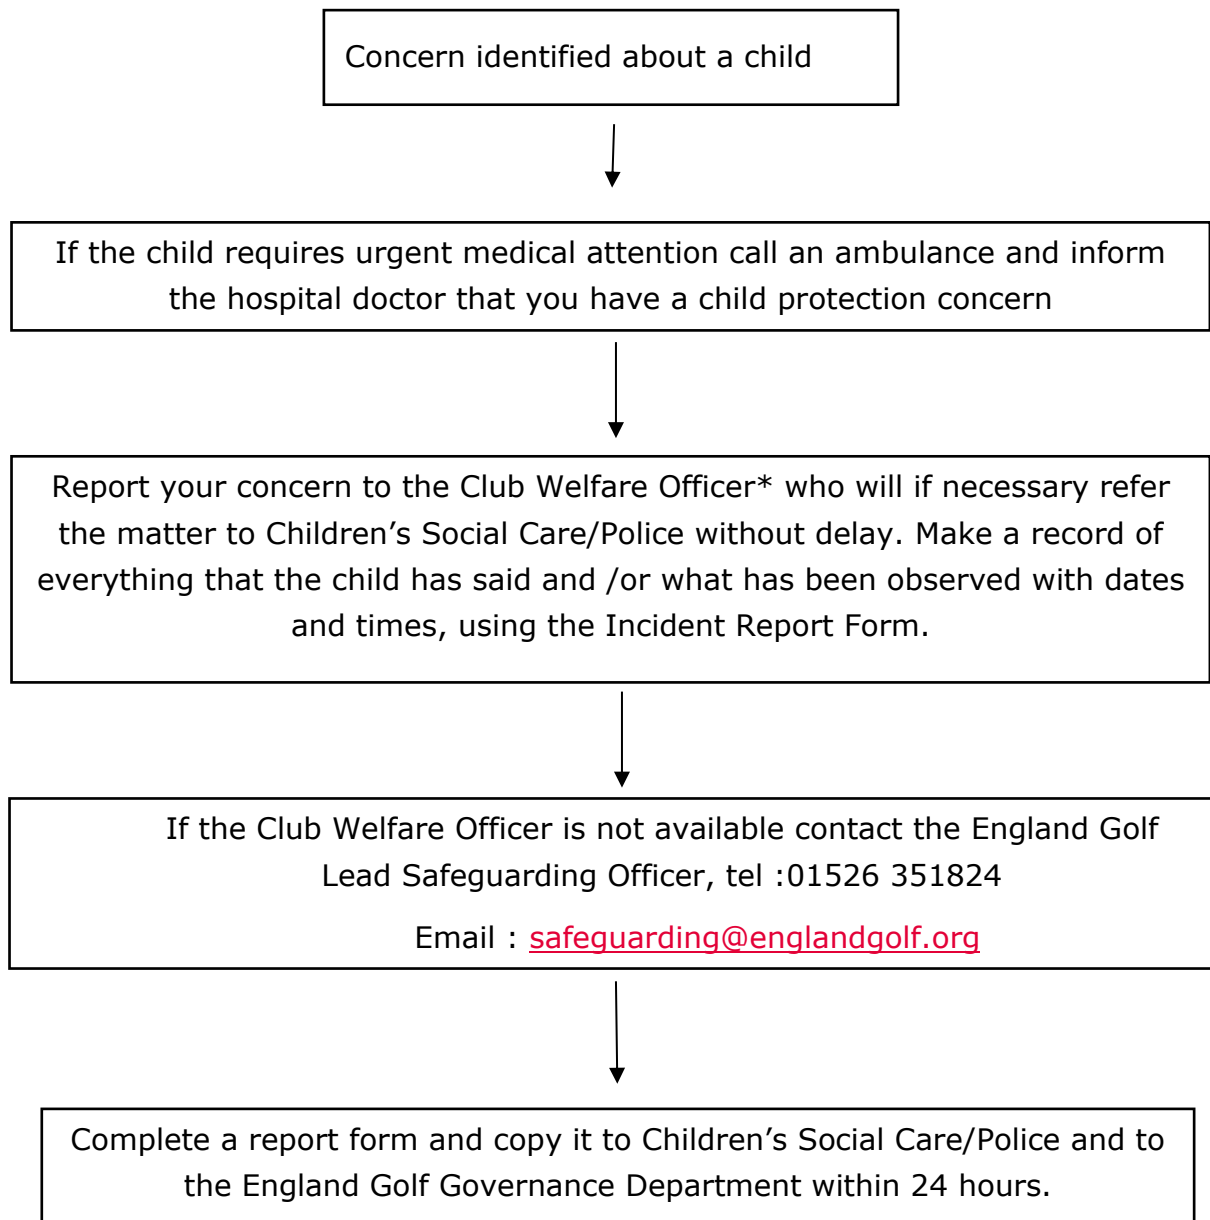 Concern identified about a child
If the child requires urgent medical attention call an ambulance and inform
the hospital doctor that you have a child protection concern
Report your concern to the Club Welfare Officer* who will if necessary refer
the matter to Children’s Social Care/Police without delay. Make a record of
everything that the child has said and /or what has been observed with dates
and times, using the Incident Report Form.
If the Club Welfare Officer is not available contact the England Golf
Lead Safeguarding Officer, tel :01526 351824
Email : safeguarding@englandgolf.org
Complete a report form and copy it to Children’s Social Care/Police and to
the England Golf Governance Department within 24 hours.